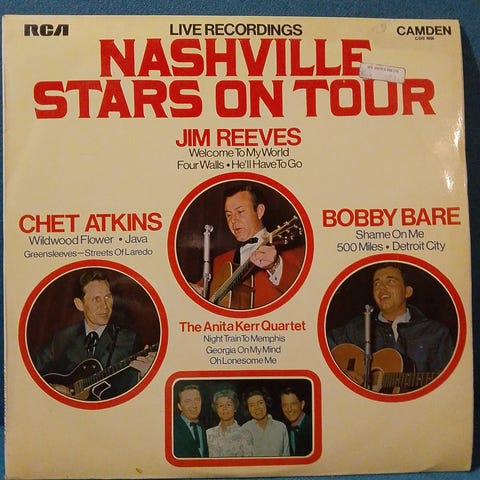 RCA
LIVE RECORDINGS
CAMDEN
NASHVILLE
STARS ON TOUR
JIM REEVES
Welcome To My World
Four Walls • He'll Have To Go
CHET ATKINS
Wildwood Flower • Java
Greensleeves—Streets Of Laredo
BOBBY BARE
Shame On Me
500 Miles • Detroit City
The Anita Kerr Quartet
Night Train To Memphis
Georgia On My Mind
Oh Lonesome Me